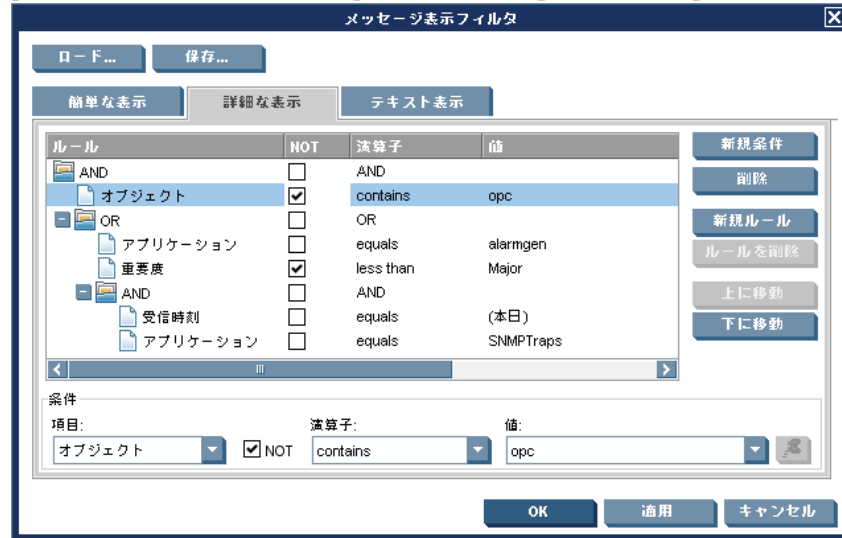 メッセージ表示フィルタ
ロード... 保存...
簡単な表示 詳細な表示 テキスト表示
ルール NOT 演算子 値
AND AND
オブジェクト contains opc
OR OR
アプリケーション equals alarmgen
重要度 less than Major
AND AND
受信時刻 equals (本日)
アプリケーション equals SNMPTraps
新規条件
削除
新規ルール
ルールを削除
上に移動
下に移動
条件
項目: 演算子: 値:
オブジェクト NOT contains opc
OK 適用 キャンセル